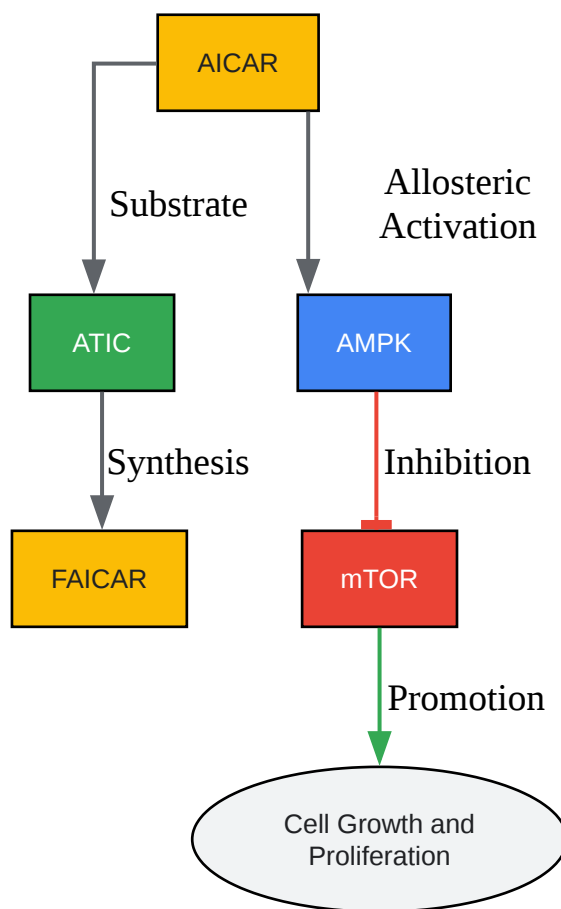 AICAR
Substrate
Allosteric
Activation
ATIC
AMPK
Synthesis
Inhibition
FAICAR
mTOR
Promotion
Cell Growth and
Proliferation